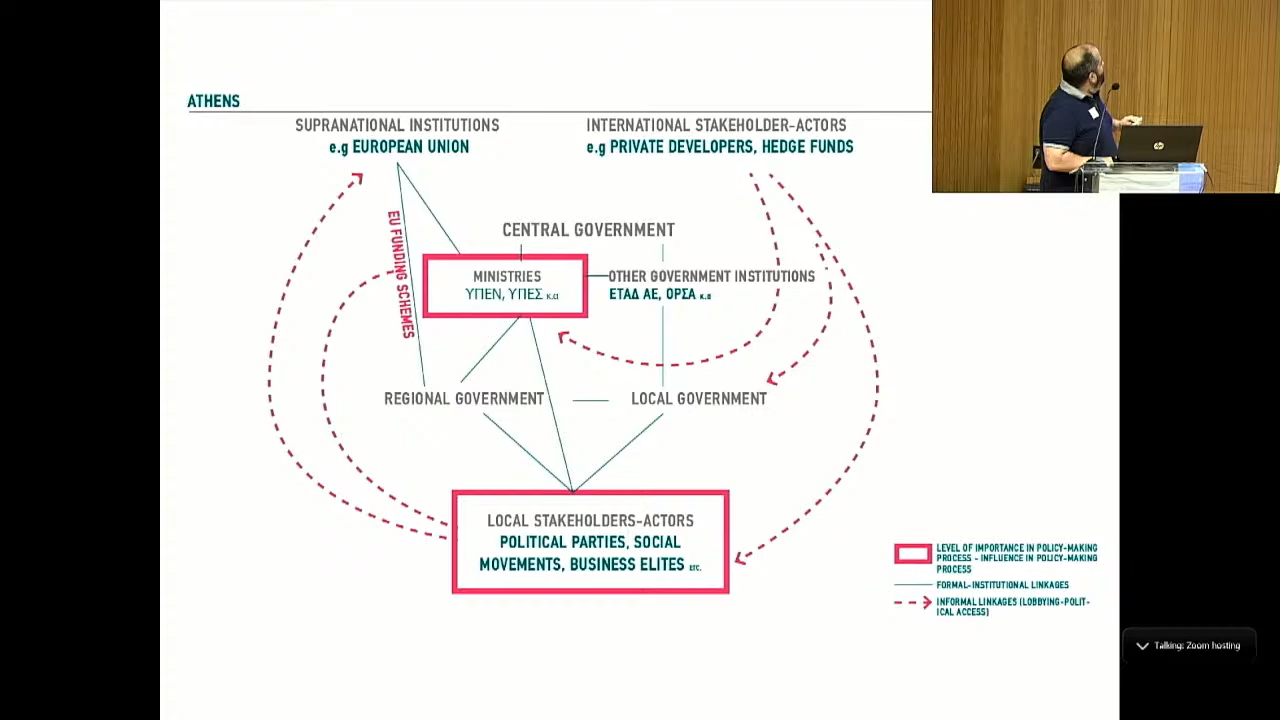 ATHENS
SUPRANATIONAL INSTITUTIONS
e.g EUROPEAN UNION
INTERNATIONAL STAKEHOLDER-ACTORS
e.g PRIVATE DEVELOPERS, HEDGE FUNDS
EU FUNDING SCHEMES
CENTRAL GOVERNMENT
MINISTRIES
ΥΠΕΝ, ΥΠΕΣ κ.α
OTHER GOVERNMENT INSTITUTIONS
ΕΤΑΔ ΑΕ, ΟΡΣΑ κ.α
REGIONAL GOVERNMENT
LOCAL GOVERNMENT
LOCAL STAKEHOLDERS-ACTORS
POLITICAL PARTIES, SOCIAL
MOVEMENTS, BUSINESS ELITES ETC.
LEVEL OF IMPORTANCE IN POLICY-MAKING
PROCESS - INFLUENCE IN POLICY-MAKING
PROCESS
FORMAL-INSTITUTIONAL LINKAGES
INFORMAL LINKAGES (LOBBYING-POLIT-
ICAL ACCESS)
Talking: Zoom hosting
hp